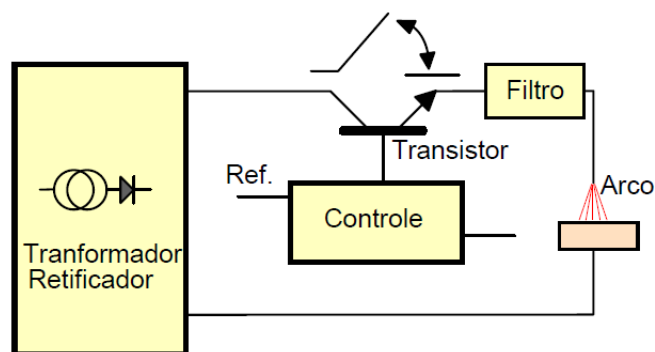 Filtro
Transistor
Ref.
Arco
Controle
Tranformador
Retificador